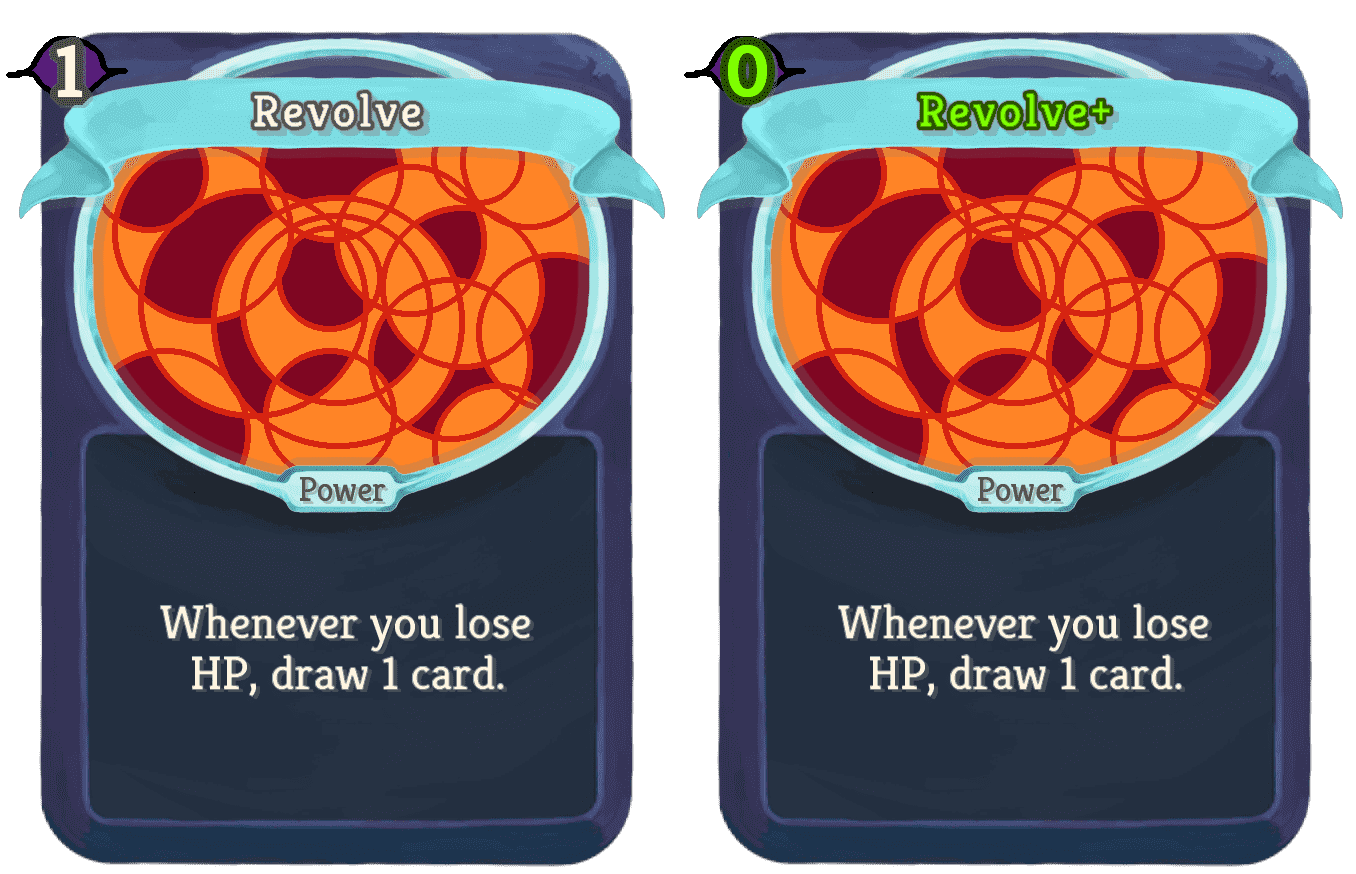 1
Revolve
Power
Whenever you lose
HP, draw 1 card.
0
Revolve+
Power
Whenever you lose
HP, draw 1 card.